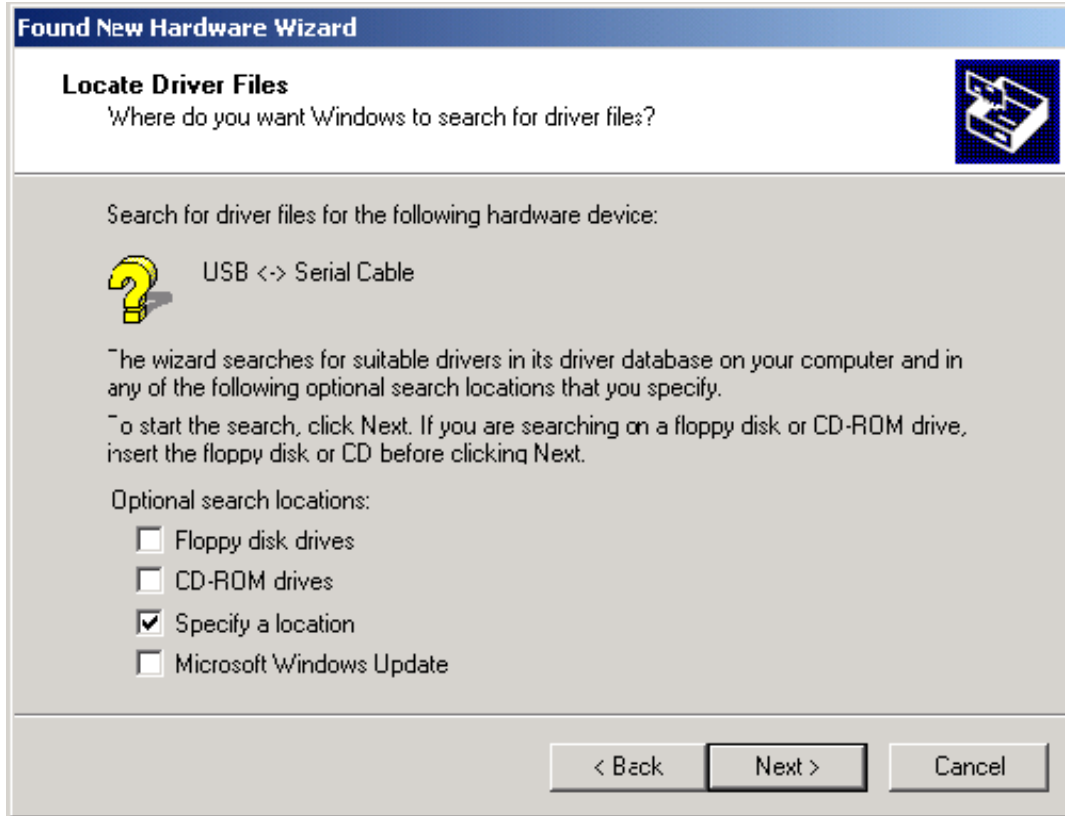 Found New Hardware Wizard
Locate Driver Files
Where do you want Windows to search for driver files?
Search for driver files for the following hardware device:
USB <-> Serial Cable
The wizard searches for suitable drivers in its driver database on your computer and in
any of the following optional search locations that you specify.
To start the search, click Next. If you are searching on a floppy disk or CD-ROM drive,
insert the floppy disk or CD before clicking Next.
Optional search locations:
Floppy disk drives
CD-ROM drives
Specify a location
Microsoft Windows Update
< Back Next > Cancel